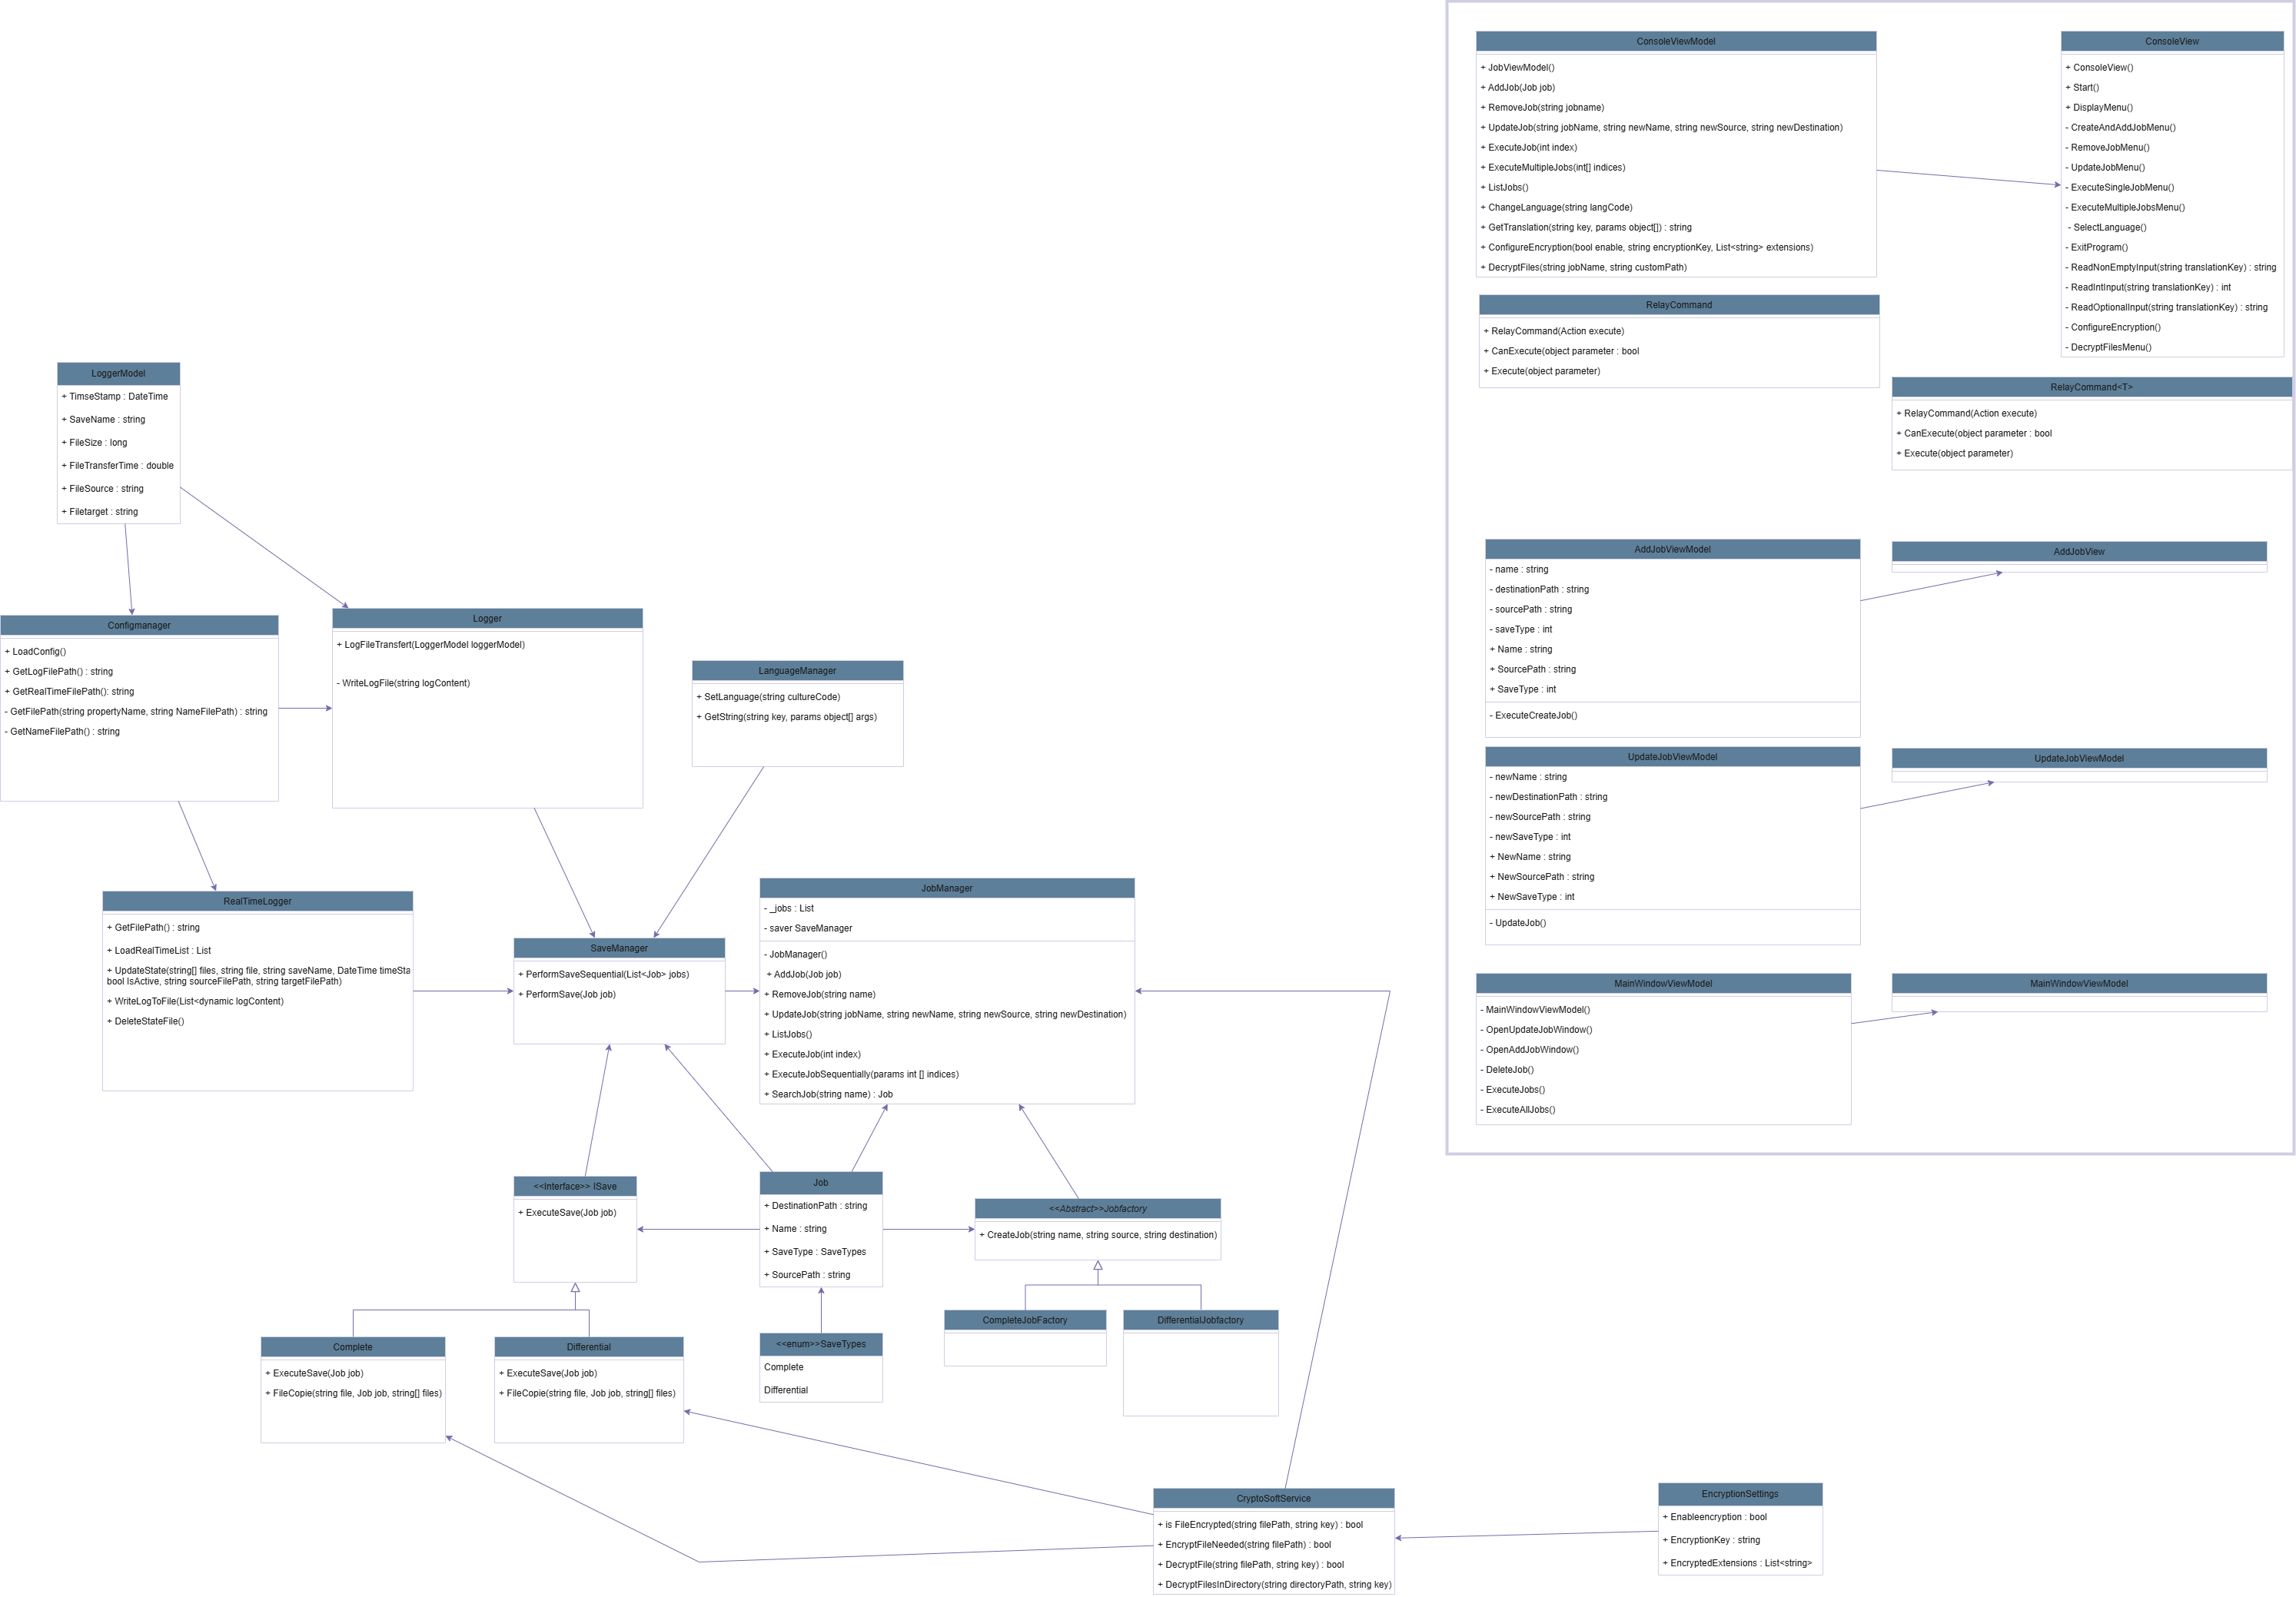 ConsoleViewModel
+ JobViewModel()
+ AddJob(Job job)
+ RemoveJob(string jobname)
+ UpdateJob(string jobName, string newName, string newSource, string newDestination)
+ ExecuteJob(int index)
+ ExecuteMultipleJobs(int[] indices)
+ ListJobs()
+ ChangeLanguage(string langCode)
+ GetTranslation(string key, params object[]) : string
+ ConfigureEncryption(bool enable, string encryptionKey, List<string> extensions)
+ DecryptFiles(string jobName, string customPath)
ConsoleView
+ ConsoleView()
+ Start()
+ DisplayMenu()
- CreateAndAddJobMenu()
- RemoveJobMenu()
- UpdateJobMenu()
- ExecuteSingleJobMenu()
- ExecuteMultipleJobsMenu()
- SelectLanguage()
- ExitProgram()
- ReadNonEmptyInput(string translationKey) : string
- ReadIntInput(string translationKey) : int
- ReadOptionalInput(string translationKey) : string
- ConfigureEncryption()
- DecryptFilesMenu()
RelayCommand
+ RelayCommand(Action execute)
+ CanExecute(object parameter : bool
+ Execute(object parameter)
RelayCommand<T>
+ RelayCommand(Action execute)
+ CanExecute(object parameter : bool
+ Execute(object parameter)
LoggerModel
+ TimseStamp : DateTime
+ SaveName : string
+ FileSize : long
+ FileTransferTime : double
+ FileSource : string
+ Filetarget : string
AddJobViewModel
- name : string
- destinationPath : string
- sourcePath : string
- saveType : int
+ Name : string
+ SourcePath : string
+ SaveType : int
- ExecuteCreateJob()
AddJobView
Configmanager
+ LoadConfig()
+ GetLogFilePath() : string
+ GetRealTimeFilePath(): string
- GetFilePath(string propertyName, string NameFilePath) : string
- GetNameFilePath() : string
Logger
+ LogFileTransfert(LoggerModel loggerModel)
- WriteLogFile(string logContent)
LanguageManager
+ SetLanguage(string cultureCode)
+ GetString(string key, params object[] args)
UpdateJobViewModel
- newName : string
- newDestinationPath : string
- newSourcePath : string
- newSaveType : int
+ NewName : string
+ NewSourcePath : string
+ NewSaveType : int
- UpdateJob()
UpdateJobViewModel
RealTimeLogger
+ GetFilePath() : string
+ LoadRealTimeList : List
+ UpdateState(string[] files, string file, string saveName, DateTime timeSta
bool IsActive, string sourceFilePath, string targetFilePath)
+ WriteLogToFile(List<dynamic logContent)
+ DeleteStateFile()
SaveManager
+ PerformSaveSequential(List<Job> jobs)
+ PerformSave(Job job)
JobManager
- _jobs : List
- saver SaveManager
- JobManager()
+ AddJob(Job job)
+ RemoveJob(string name)
+ UpdateJob(string jobName, string newName, string newSource, string newDestination)
+ ListJobs()
+ ExecuteJob(int index)
+ ExecuteJobSequentially(params int [] indices)
+ SearchJob(string name) : Job
MainWindowViewModel
- MainWindowViewModel()
- OpenUpdateJobWindow()
- OpenAddJobWindow()
- DeleteJob()
- ExecuteJobs()
- ExecuteAllJobs()
MainWindowViewModel
<<Interface>> ISave
+ ExecuteSave(Job job)
Job
+ DestinationPath : string
+ Name : string
+ SaveType : SaveTypes
+ SourcePath : string
<<Abstract>>Jobfactory
+ CreateJob(string name, string source, string destination)
Complete
+ ExecuteSave(Job job)
+ FileCopie(string file, Job job, string[] files)
Differential
+ ExecuteSave(Job job)
+ FileCopie(string file, Job job, string[] files)
<<enum>>SaveTypes
Complete
Differential
CompleteJobFactory
DifferentialJobfactory
CryptoSoftService
+ is FileEncrypted(string filePath, string key) : bool
+ EncryptFileNeeded(string filePath) : bool
+ DecryptFile(string filePath, string key) : bool
+ DecryptFilesInDirectory(string directoryPath, string key)
EncryptionSettings
+ Enableencryption : bool
+ EncryptionKey : string
+ EncryptedExtensions : List<string>